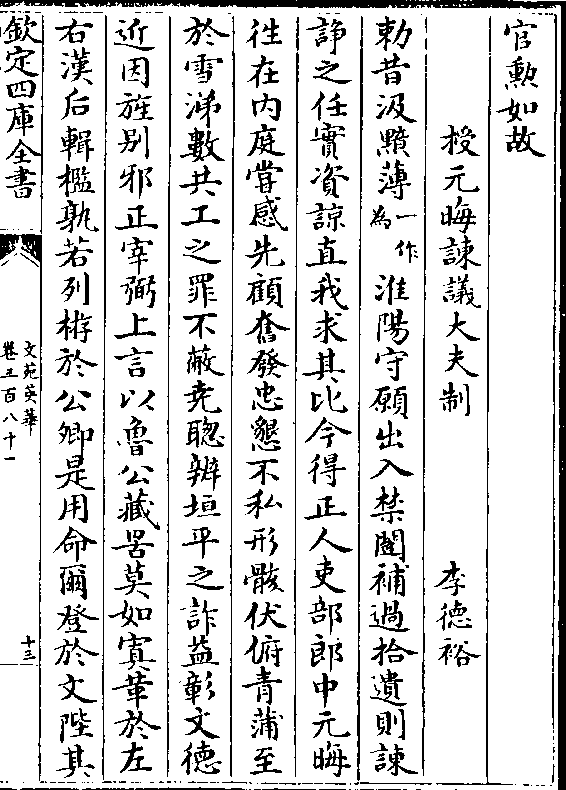 官勲如故
授元晦諫議大夫制 李徳裕
勅昔汲黯薄一作為淮陽守願出入禁闥補過拾遺則諫
諍之任實資諒直我求其比今得正人吏部郎中元晦
徃在内庭嘗感先顧奮發忠懇不私形骸伏俯青蒲至
於雪涕數共工之罪不蔽堯聰辨垣平之詐益彰文徳
近因旌别邪正宰弼上言以魯公藏罟莫如寘革於左
右漢后輯檻孰若列㮶於公卿是用命爾登於文陛其
欽定四庫全書
文苑英華
卷三百八十一
十三